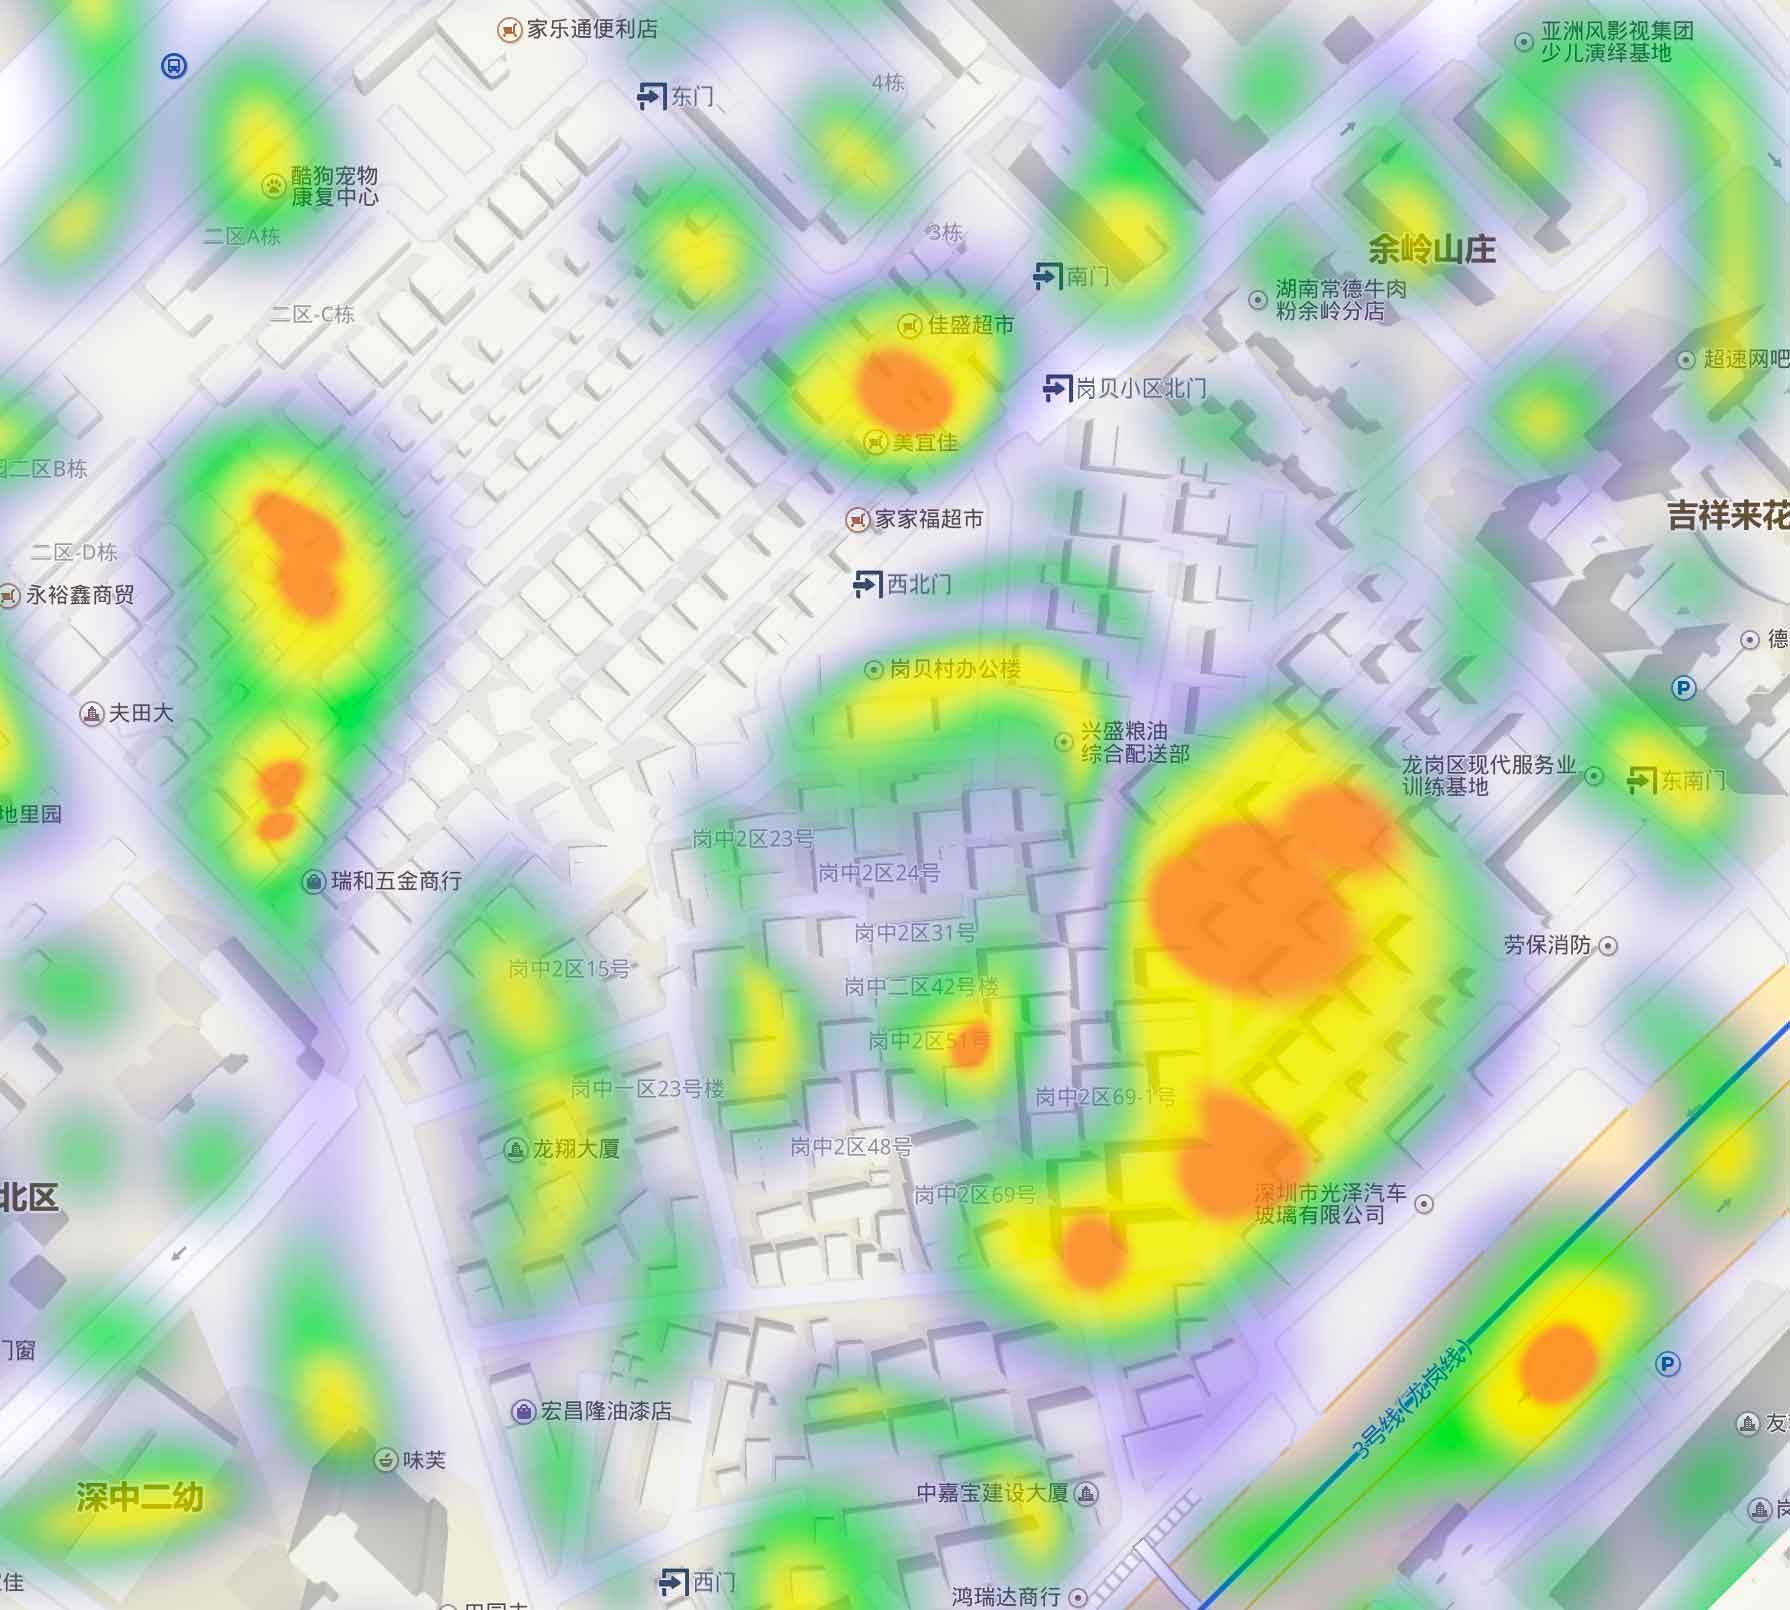 家乐通便利店
亚洲风影视集团
少儿演绎基地
4栋
东门
酷狗宠物
康复中心
二区A栋
3栋
余岭山庄
南门
湖南常德牛肉
粉余岭分店
二区-C栋
佳盛超市
超速网吧
岗贝小区北门
美宜佳
二区B栋
家家福超市
吉祥来花
二区-D栋
西北门
永裕鑫商贸
德
岗贝村办公楼
P
夫田大
兴盛粮油
综合配送部
龙岗区现代服务业
训练基地
东南门
地里园
岗中2区23号
岗中2区24号
瑞和五金商行
岗中2区31号
劳保消防
岗中2区15号
岗中二区42号楼
岗中2区51号
岗中一区23号楼
岗中2区69-1号
龙翔大厦
岗中2区48号
北区
岗中2区69号
深圳市光泽汽车
玻璃有限公司
门窗
P
3号线(龙岗线)
宏昌隆油漆店
友
味芙
深中二幼
中嘉宝建设大厦
岗
佳
西门
鸿瑞达商行